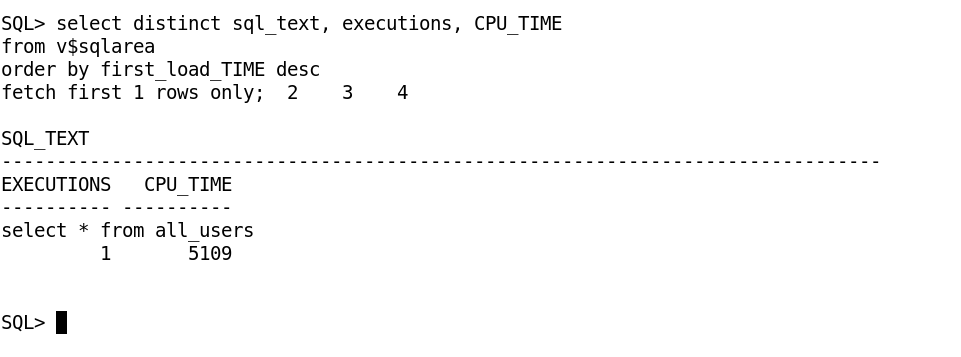 SQL> select distinct sql_text, executions, CPU_TIME
from v$sqlarea
order by first_load_TIME desc
fetch first 1 rows only;  2    3    4
SQL_TEXT
--------------------------------------------------------------------------------
EXECUTIONS   CPU_TIME
---------- ----------
select * from all_users
         1       5109
SQL>